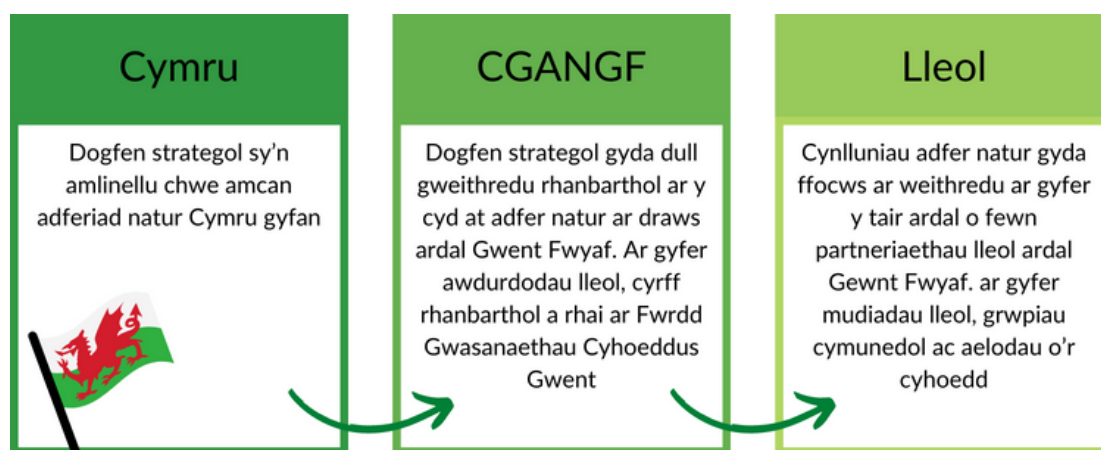 Cymru
Dogfen strategol sy'n
amlinellu chwe amcan
adferiad natur Cymru gyfan
CGANGF
Dogfen strategol gyda dull
gweithredu rhanbarthol ar y
cyd at adfer natur ar draws
ardal Gwent Fwyaf. Ar gyfer
awdurdodau lleol, cyrff
rhanbarthol a rhai ar Fwrdd
Gwasanaethau Cyhoeddus
Gwent
Lleol
Cynlluniau adfer natur gyda
ffocws ar weithredu ar gyfer
y tair ardal o fewn
partneriaethau lleol ardal
Gewnt Fwyaf. ar gyfer
mudiadau lleol, grwpiau
cymunedol ac aelodau o'r
cyhoedd